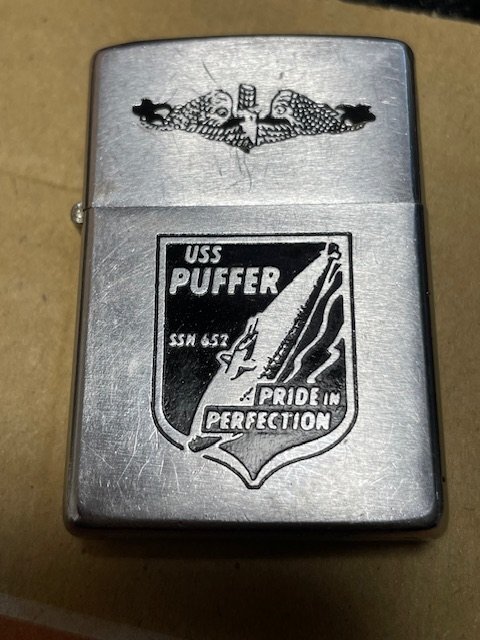 USS
PUFFER
SSN 652
PRIDE IN
PERFECTION